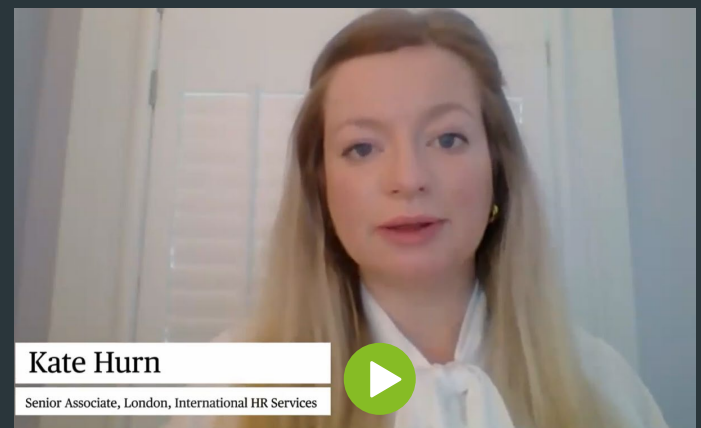 Kate Hurn
Senior Associate, London, International HR Services